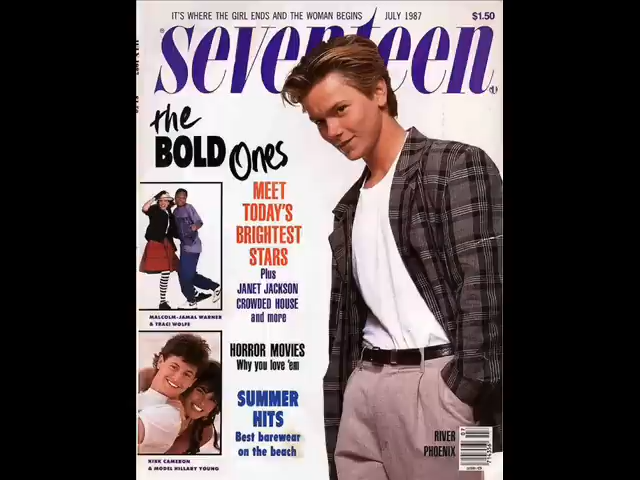 IT'S WHERE THE GIRL ENDS AND THE WOMAN BEGINS JULY 1987 $1.50
seventeen
the
BOLD Ones
MEET
TODAY'S
BRIGHTEST
STARS
Plus
JANET JACKSON
CROWDED HOUSE
and more
MALCOLM-JAMAL WARNER
& TRACI WOLFE
HORROR MOVIES
Why you love 'em
SUMMER
HITS
Best barewear
on the beach
KIRK CAMERON
& MODEL HILLARY YOUNG
RIVER
PHOENIX